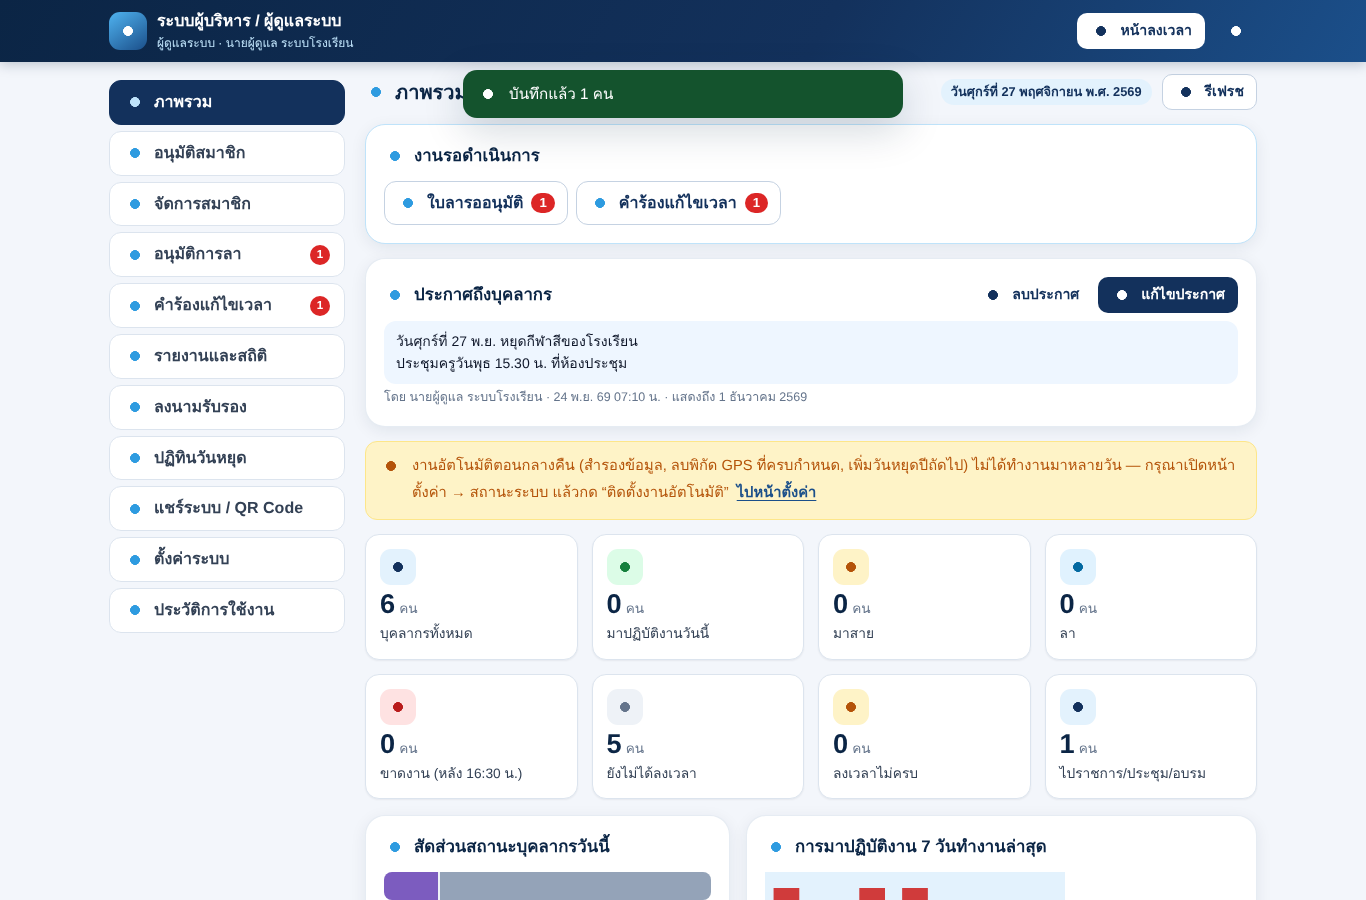 ระบบผู้บริหาร / ผู้ดูแลระบบ
ผู้ดูแลระบบ · นายผู้ดูแล ระบบโรงเรียน
หน้าลงเวลา
ภาพรวม
อนุมัติสมาชิก
จัดการสมาชิก
อนุมัติการลา 1
คำร้องแก้ไขเวลา 1
รายงานและสถิติ
ลงนามรับรอง
ปฏิทินวันหยุด
แชร์ระบบ / QR Code
ตั้งค่าระบบ
ประวัติการใช้งาน
ภาพรวม
บันทึกแล้ว 1 คน
วันศุกร์ที่ 27 พฤศจิกายน พ.ศ. 2569
รีเฟรช
งานรอดำเนินการ
ใบลารออนุมัติ 1
คำร้องแก้ไขเวลา 1
ประกาศถึงบุคลากร
ลบประกาศ
แก้ไขประกาศ
วันศุกร์ที่ 27 พ.ย. หยุดกีฬาสีของโรงเรียน
ประชุมครูวันพุธ 15.30 น. ที่ห้องประชุม
โดย นายผู้ดูแล ระบบโรงเรียน · 24 พ.ย. 69 07:10 น. · แสดงถึง 1 ธันวาคม 2569
งานอัตโนมัติตอนกลางคืน (สำรองข้อมูล, ลบพิกัด GPS ที่ครบกำหนด, เพิ่มวันหยุดปีถัดไป) ไม่ได้ทำงานมาหลายวัน — กรุณาเปิดหน้า
ตั้งค่า → สถานะระบบ แล้วกด “ติดตั้งงานอัตโนมัติ” ไปหน้าตั้งค่า
6 คน
บุคลากรทั้งหมด
0 คน
มาปฏิบัติงานวันนี้
0 คน
มาสาย
0 คน
ลา
0 คน
ขาดงาน (หลัง 16:30 น.)
5 คน
ยังไม่ได้ลงเวลา
0 คน
ลงเวลาไม่ครบ
1 คน
ไปราชการ/ประชุม/อบรม
สัดส่วนสถานะบุคลากรวันนี้
การมาปฏิบัติงาน 7 วันทำงานล่าสุด